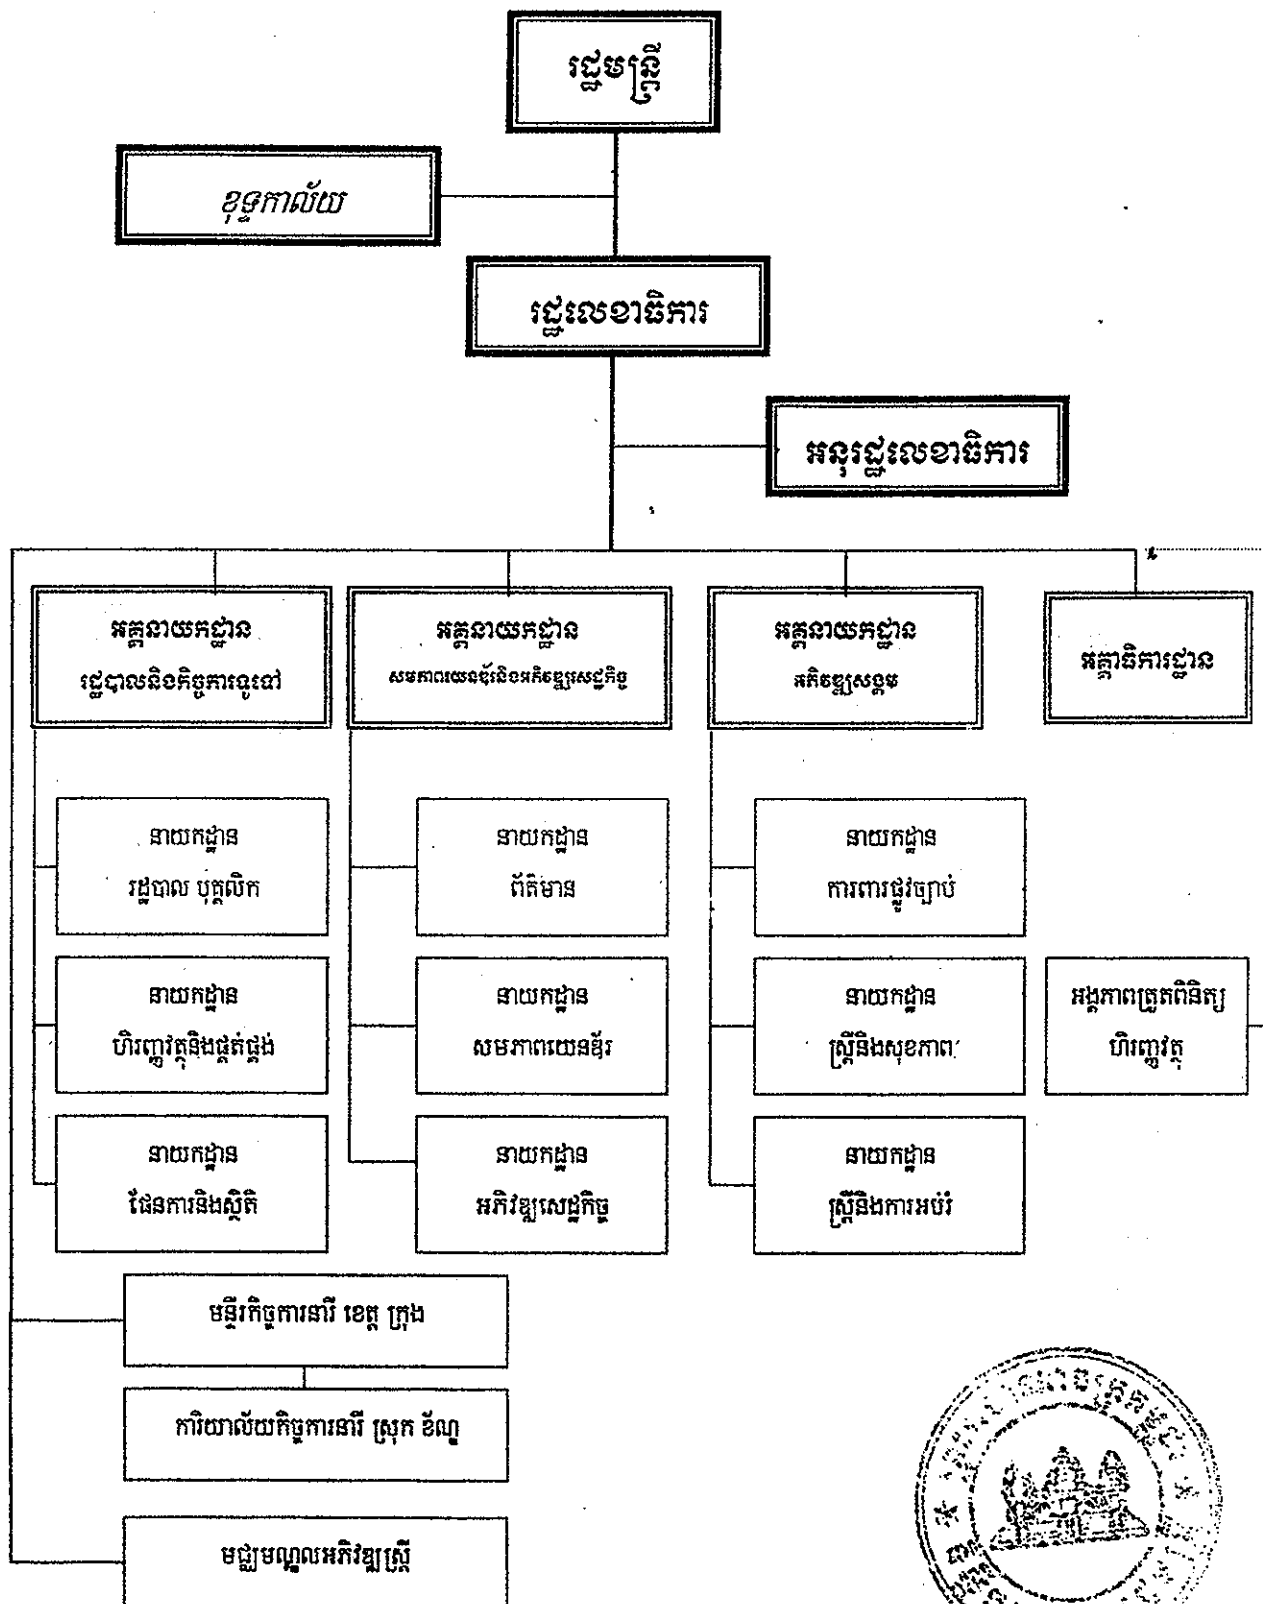 រដ្ឋមន្ត្រី
ខុទ្ទកាល័យ
រដ្ឋលេខាធិការ
អនុរដ្ឋលេខាធិការ
អគ្គនាយកដ្ឋាន
រដ្ឋបាលនិងកិច្ចការទូទៅ
អគ្គនាយកដ្ឋាន
សមភាពយេនឌ័រនិងអភិវឌ្ឍសេដ្ឋកិច្ច
អគ្គនាយកដ្ឋាន
អភិវឌ្ឍសង្គម
អគ្គាធិការដ្ឋាន
នាយកដ្ឋាន
រដ្ឋបាល បុគ្គលិក
នាយកដ្ឋាន
ព័ត៌មាន
នាយកដ្ឋាន
ការពារផ្លូវច្បាប់
នាយកដ្ឋាន
ហិរញ្ញវត្ថុនិងផ្គត់ផ្គង់
នាយកដ្ឋាន
សមភាពយេនឌ័រ
នាយកដ្ឋាន
ស្ត្រីនិងសុខភាព
អង្គភាពត្រួតពិនិត្យ
ហិរញ្ញវត្ថុ
នាយកដ្ឋាន
ផែនការនិងស្ថិតិ
នាយកដ្ឋាន
អភិវឌ្ឍសេដ្ឋកិច្ច
នាយកដ្ឋាន
ស្ត្រីនិងការអប់រំ
មន្ទីរកិច្ចការនារី ខេត្ត ក្រុង
ការិយាល័យកិច្ចការនារី ស្រុក ខ័ណ្ឌ
មជ្ឈមណ្ឌលអភិវឌ្ឍស្ត្រី